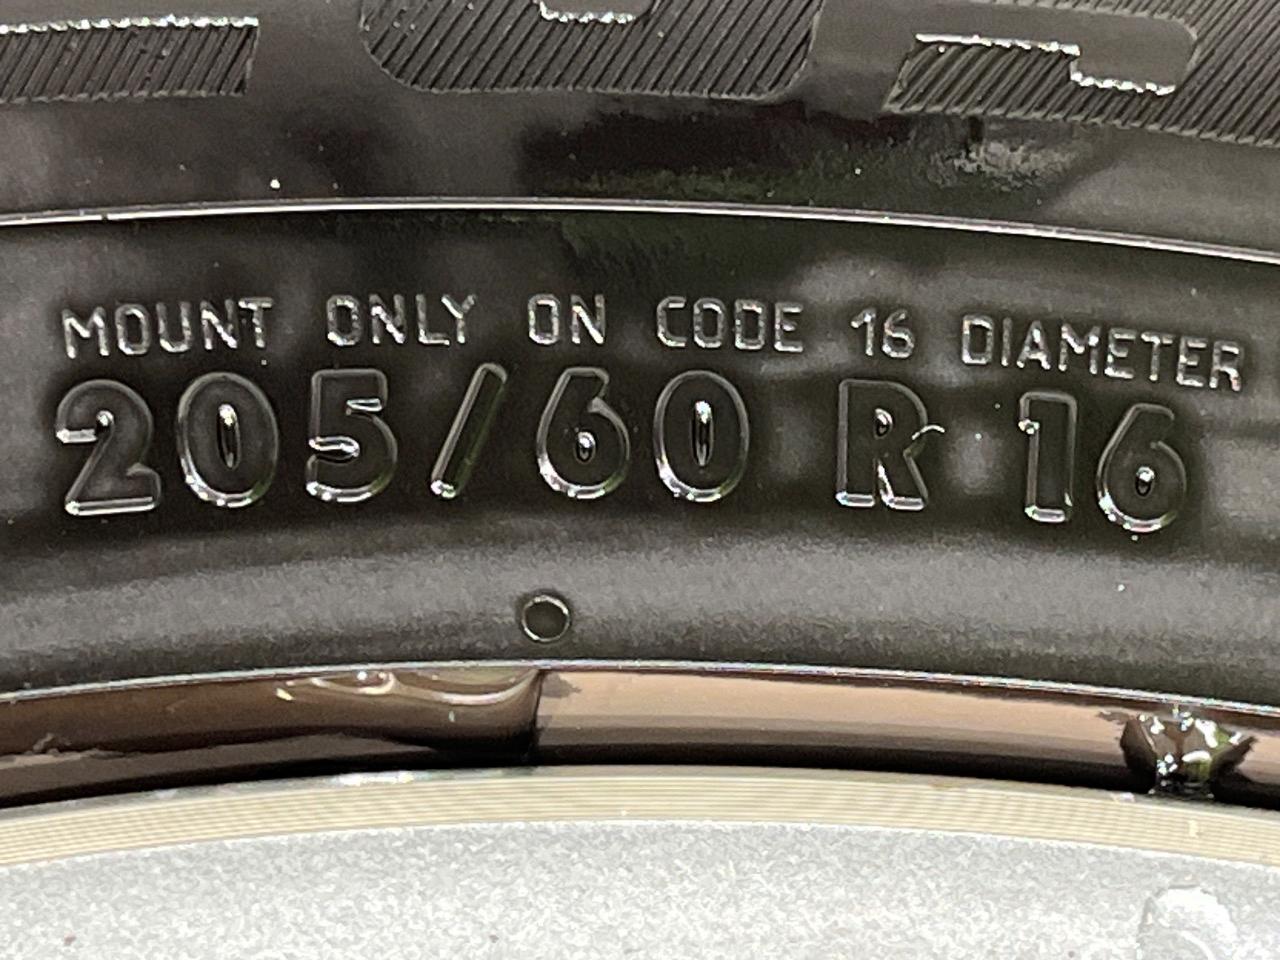 MOUNT ONLY ON CODE 16 DIAMETER
205/60 R 16